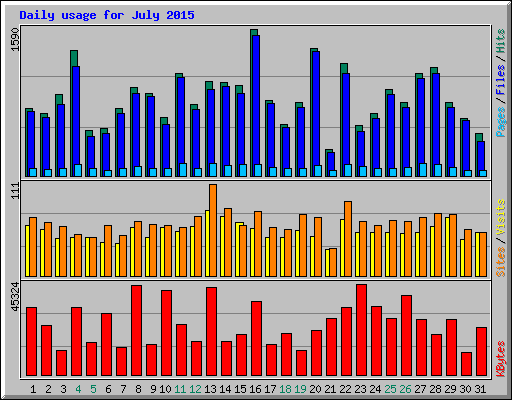 Daily usage for July 2015
1590
Pages / Files / Hits
111
Sites / Visits
45324
KBytes
1 2 3 4 5 6 7 8 9 10 11 12 13 14 15 16 17 18 19 20 21 22 23 24 25 26 27 28 29 30 31